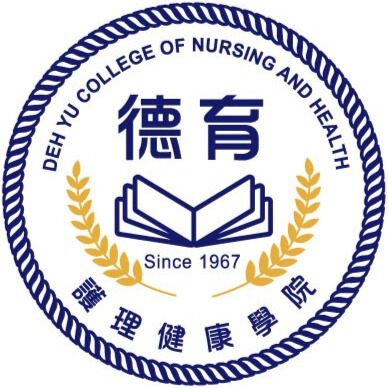 DEH YU COLLEGE OF NURSING AND HEALTH
德育
Since 1967
護理健康學院